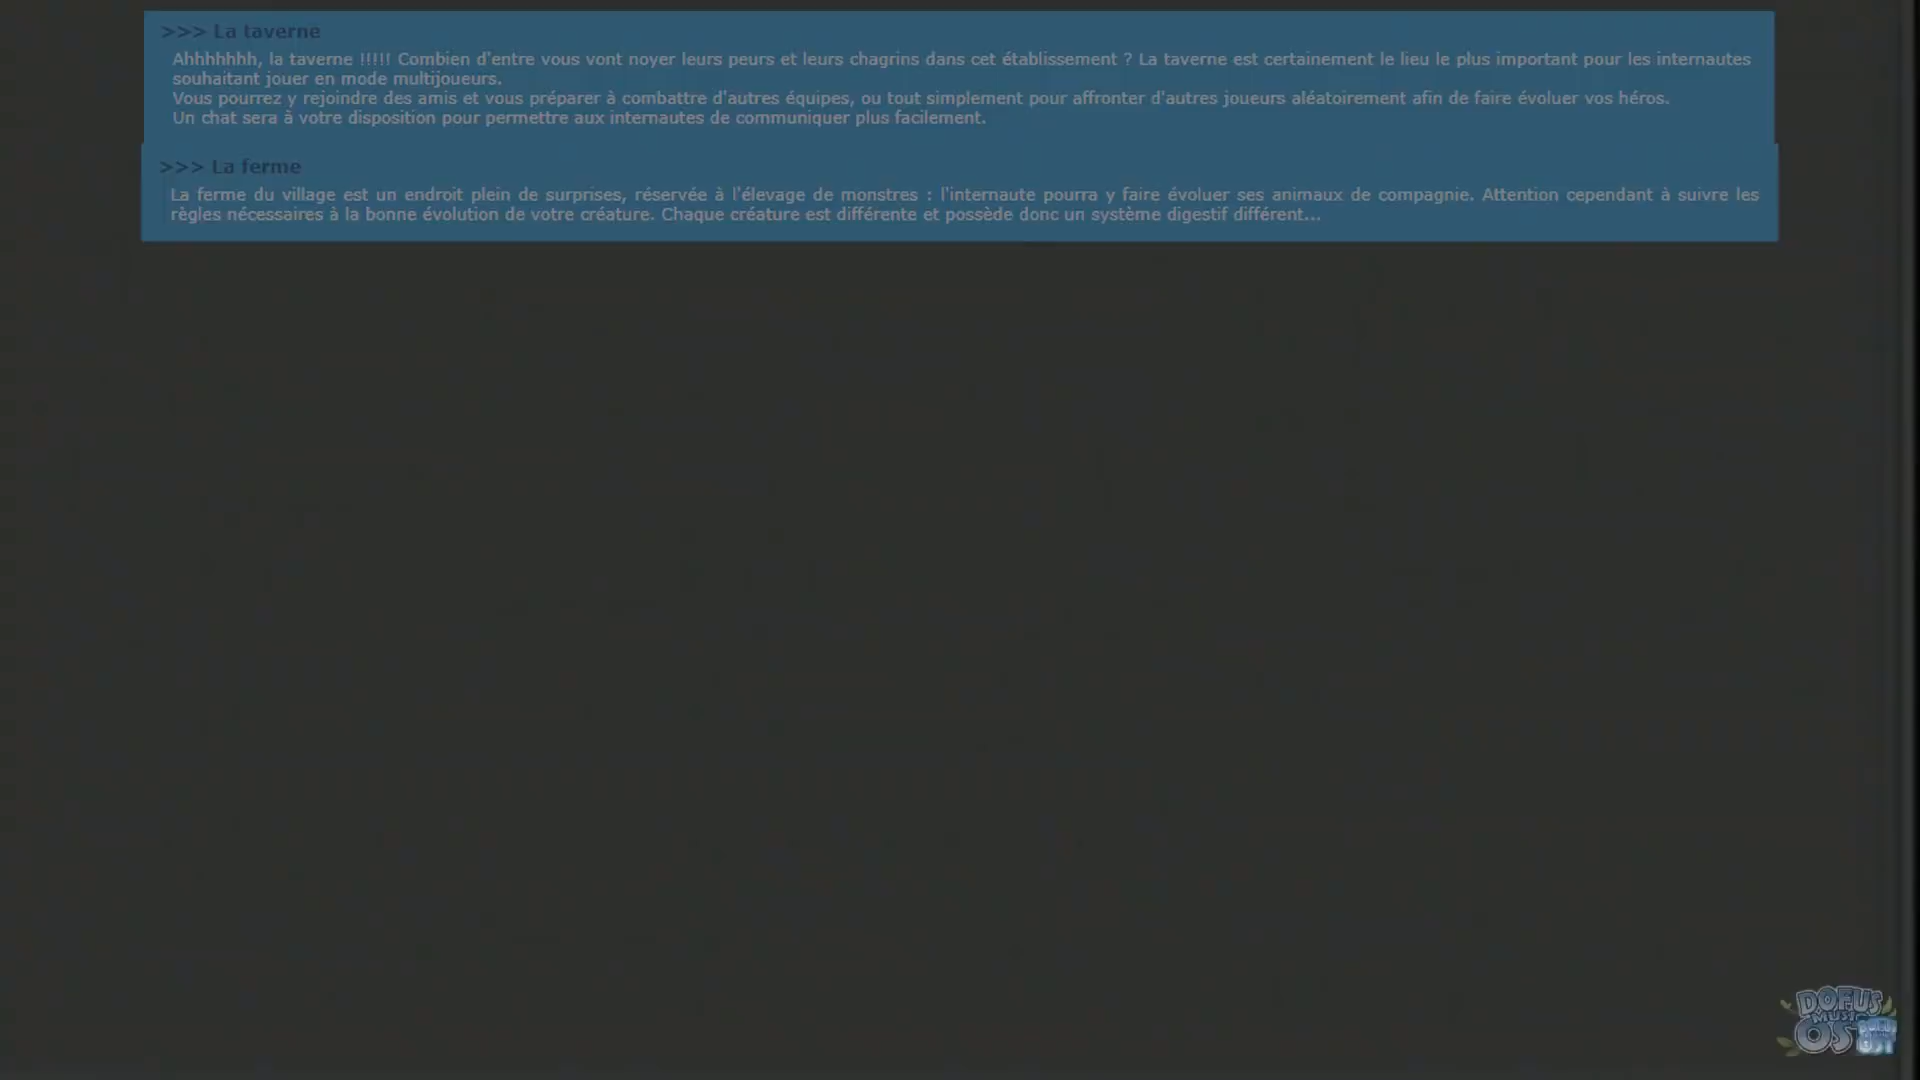 >>> La taverne
Ahhhhhhh, la taverne !!!!! Combien d'entre vous vont noyer leurs peurs et leurs chagrins dans cet établissement ? La taverne est certainement le lieu le plus important pour les internautes
souhaitant jouer en mode multijoueurs.
Vous pourrez y rejoindre des amis et vous préparer à combattre d'autres équipes, ou tout simplement pour affronter d'autres joueurs aléatoirement afin de faire évoluer vos héros.
Un chat sera à votre disposition pour permettre aux internautes de communiquer plus facilement.
>>> La ferme
La ferme du village est un endroit plein de surprises, réservée à l'élevage de monstres : l'internaute pourra y faire évoluer ses animaux de compagnie. Attention cependant à suivre les
règles nécessaires à la bonne évolution de votre créature. Chaque créature est différente et possède donc un système digestif différent...
DOFUS
MUSIC
OST